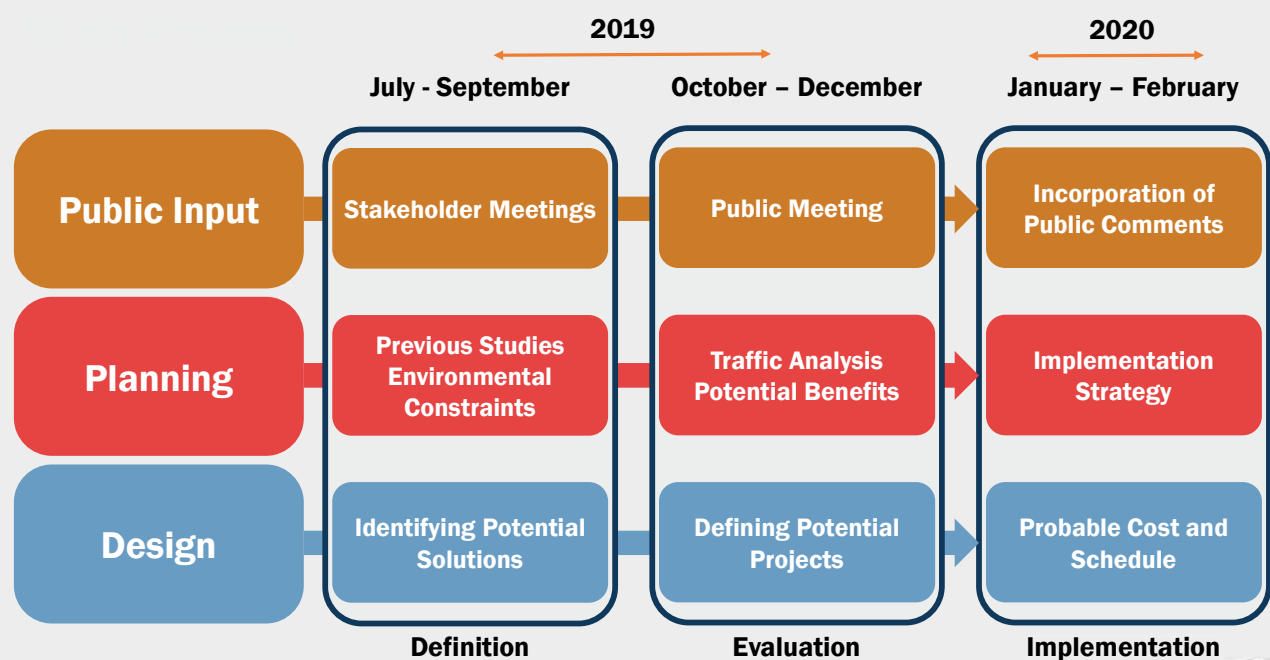 2019
2020
July - September
October – December
January – February
Public Input
Stakeholder Meetings
Public Meeting
Incorporation of
Public Comments
Planning
Previous Studies
Environmental
Constraints
Traffic Analysis
Potential Benefits
Implementation
Strategy
Design
Identifying Potential
Solutions
Defining Potential
Projects
Probable Cost and
Schedule
Definition
Evaluation
Implementation